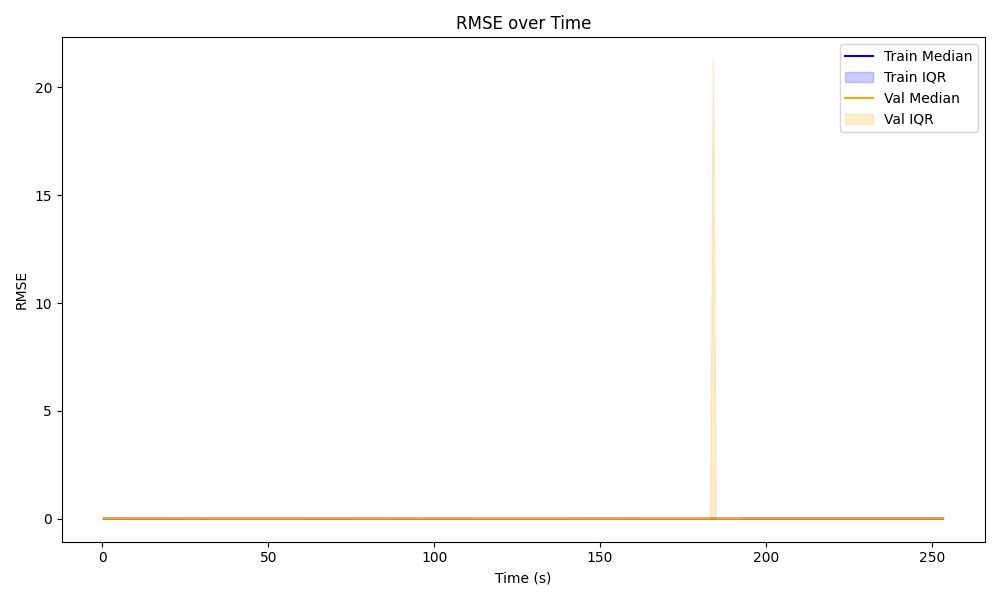 RMSE over Time
Train Median
Train IQR
Val Median
Val IQR
RMSE
20
15
10
5
0
0 50 100 150 200 250
Time (s)